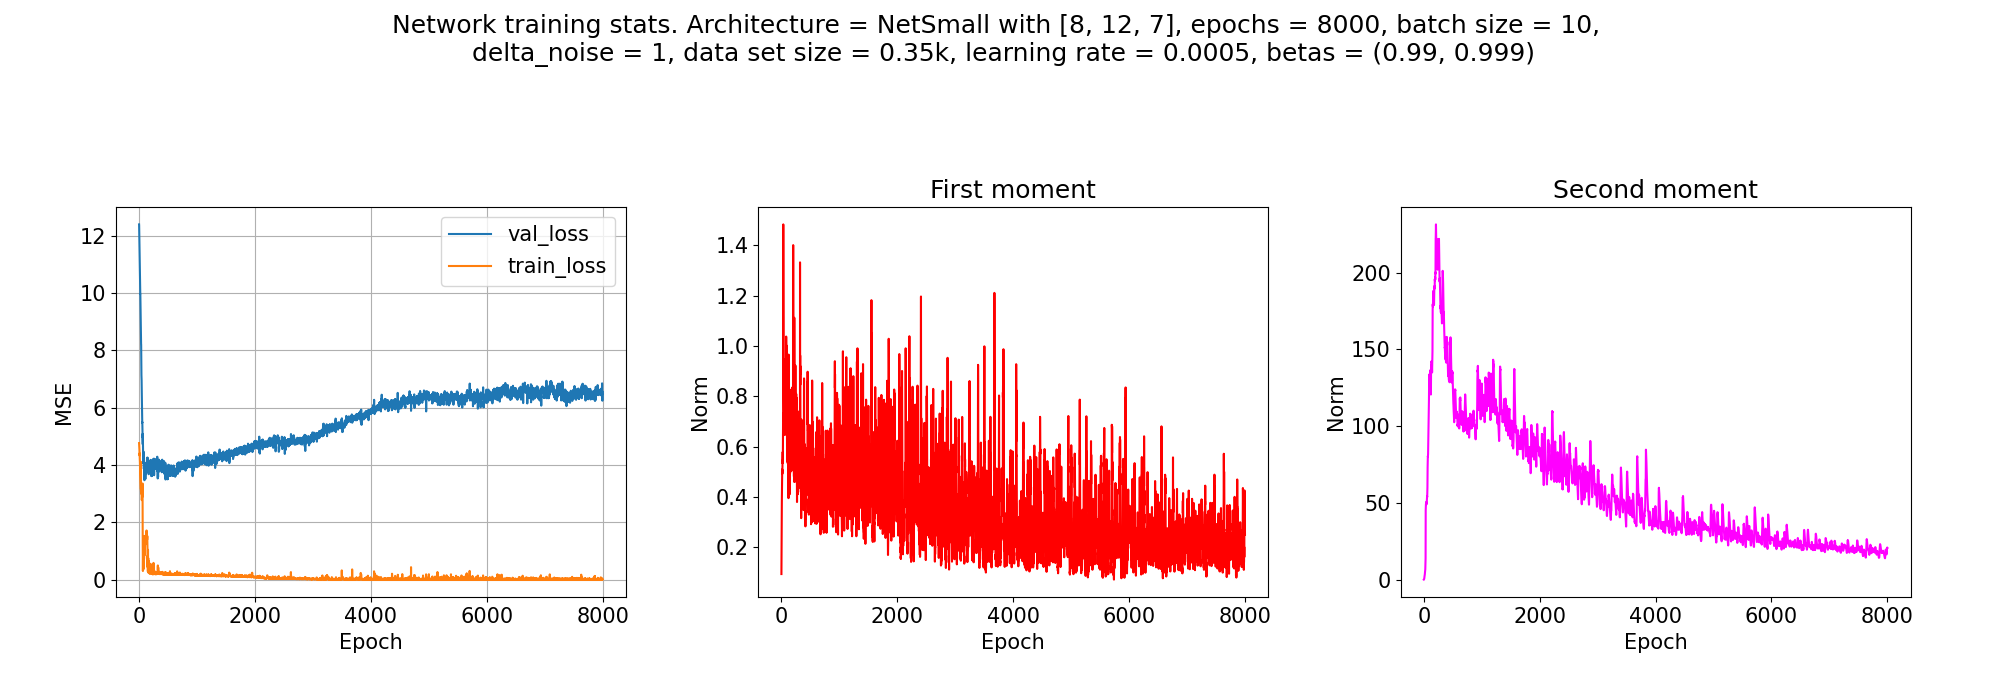 Network training stats. Architecture = NetSmall with [8, 12, 7], epochs = 8000, batch size = 10,
delta_noise = 1, data set size = 0.35k, learning rate = 0.0005, betas = (0.99, 0.999)
val_loss
train_loss
MSE
12
10
8
6
4
2
0
0 2000 4000 6000 8000
Epoch
First moment
Norm
1.4
1.2
1.0
0.8
0.6
0.4
0.2
0 2000 4000 6000 8000
Epoch
Second moment
Norm
200
150
100
50
0
0 2000 4000 6000 8000
Epoch